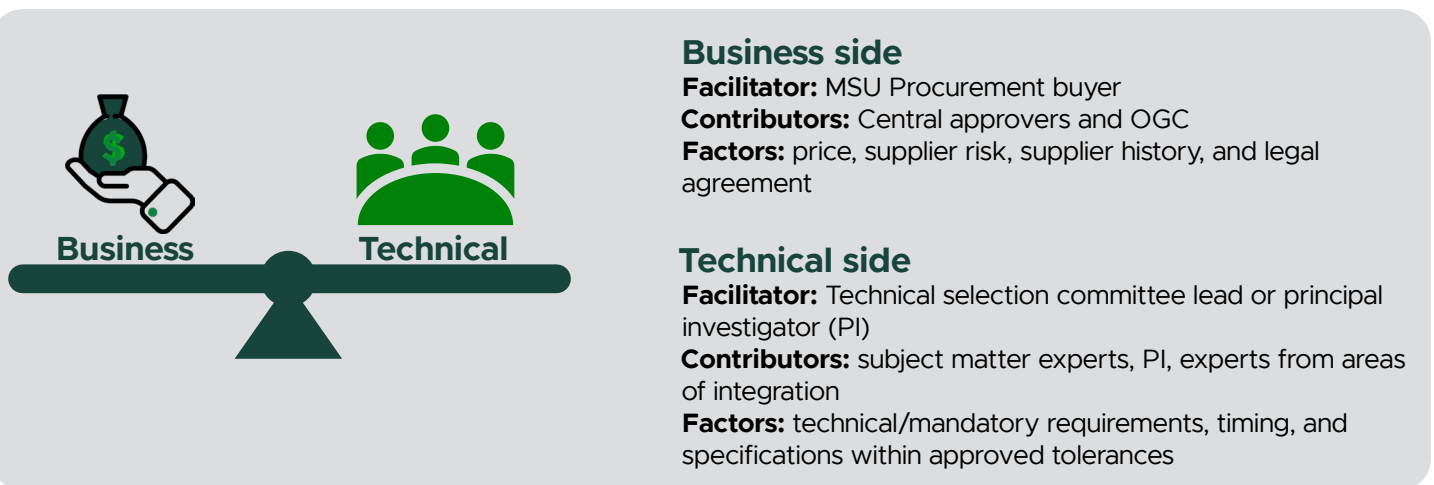 Business
Technical
Business side
Facilitator: MSU Procurement buyer
Contributors: Central approvers and OGC
Factors: price, supplier risk, supplier history, and legal
agreement
Technical side
Facilitator: Technical selection committee lead or principal
investigator (PI)
Contributors: subject matter experts, PI, experts from areas
of integration
Factors: technical/mandatory requirements, timing, and
specifications within approved tolerances
$